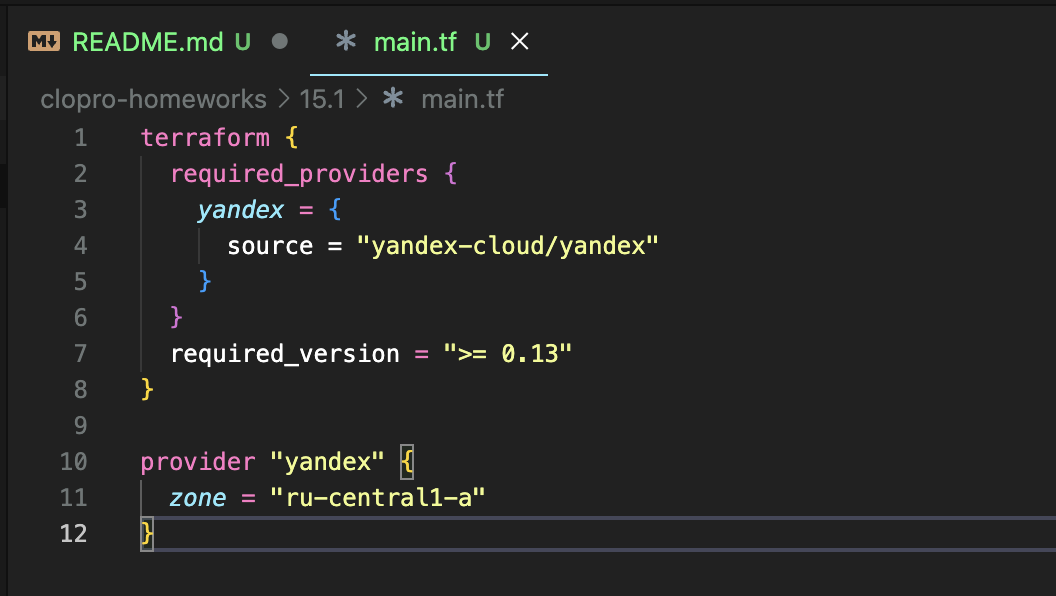 M↓ README.md U ● * main.tf U ×
clopro-homeworks > 15.1 > * main.tf
1 terraform {
2   required_providers {
3     yandex = {
4       source = "yandex-cloud/yandex"
5     }
6   }
7   required_version = ">= 0.13"
8 }
9
10 provider "yandex" {
11   zone = "ru-central1-a"
12 }